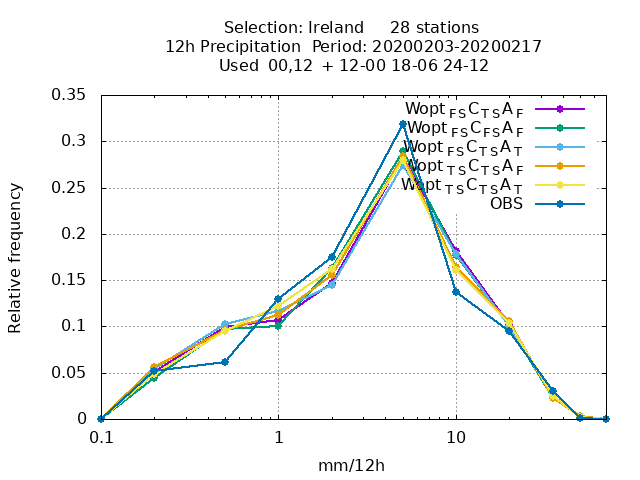 Selection: Ireland 28 stations
12h Precipitation Period: 20200203-20200217
Used 00,12 + 12-00 18-06 24-12
0.35
0.3
0.25
0.2
0.15
0.1
0.05
0
Relative frequency
Wopt FS C TS A F
Wopt FS C FS A F
Wopt FS C TS A T
Wopt TS C TS A F
Wopt TS C TS A T
OBS
0.1 1 10
mm/12h